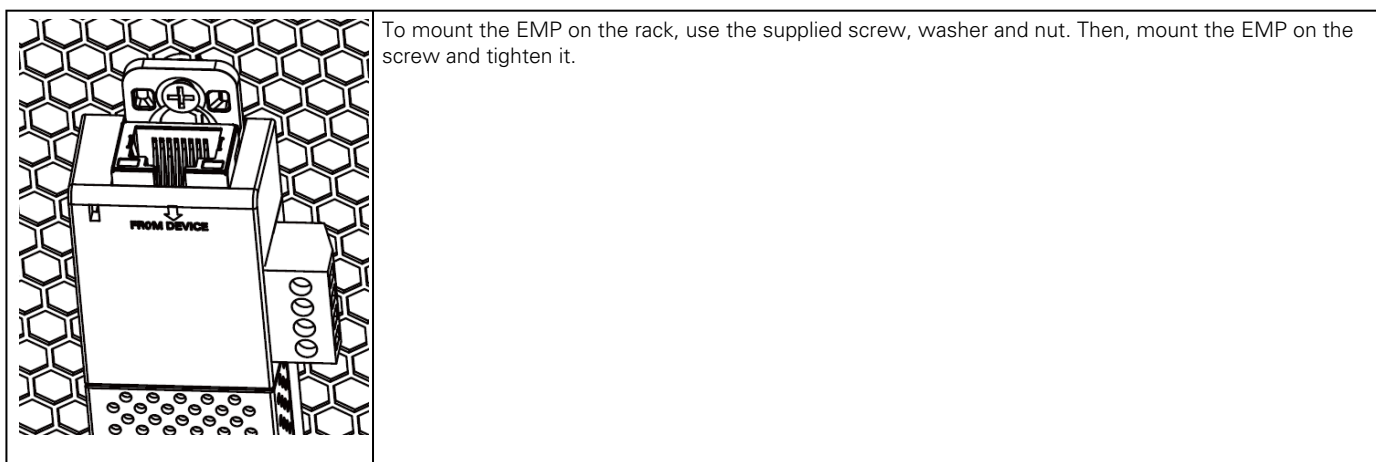 To mount the EMP on the rack, use the supplied screw, washer and nut. Then, mount the EMP on the
screw and tighten it.
FROM DEVICE